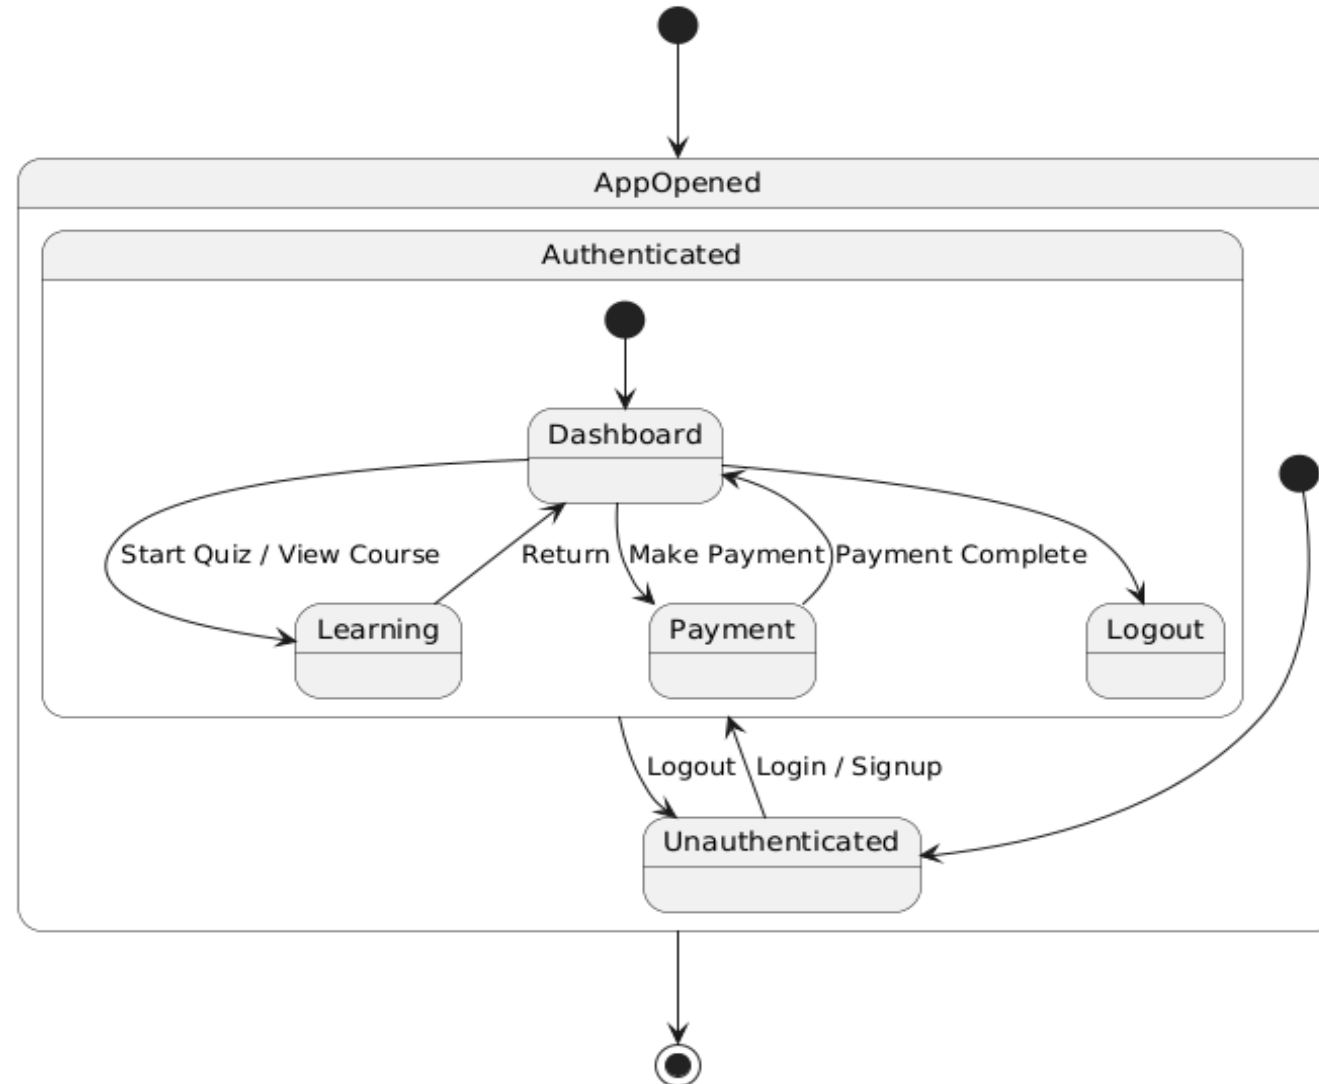 AppOpened
Authenticated
Dashboard
Start Quiz / View Course
Return
Make Payment
Payment Complete
Learning
Payment
Logout
Logout
Login / Signup
Unauthenticated